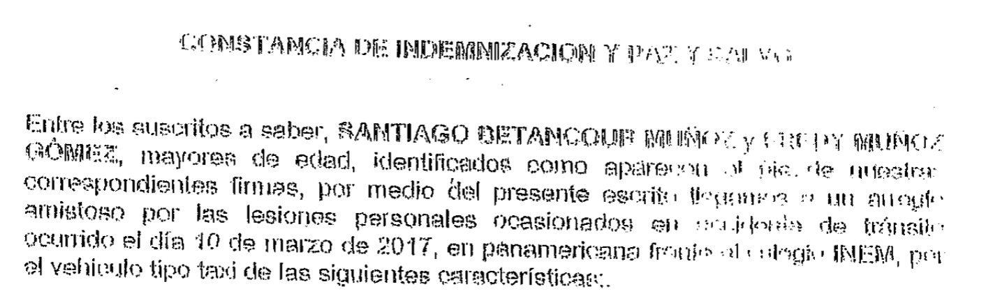 CONSTANCIA DE INDEMNIZACION Y PAZ Y SALVO
Entre los suscritos a saber, SANTIAGO BETANCOUR MUÑOZ y FREDY MUÑOZ
GÓMEZ, mayores de edad, identificados como aparecen al pie de nuestras
correspondientes firmas, por medio del presente escrito llegamos a un arreglo
amistoso por las lesiones personales ocasionados en accidente de tránsito
ocurrido el día 10 de marzo de 2017, en panamericana frente al colegio INEM, por
el vehiculo tipo taxi de las siguientes características:.